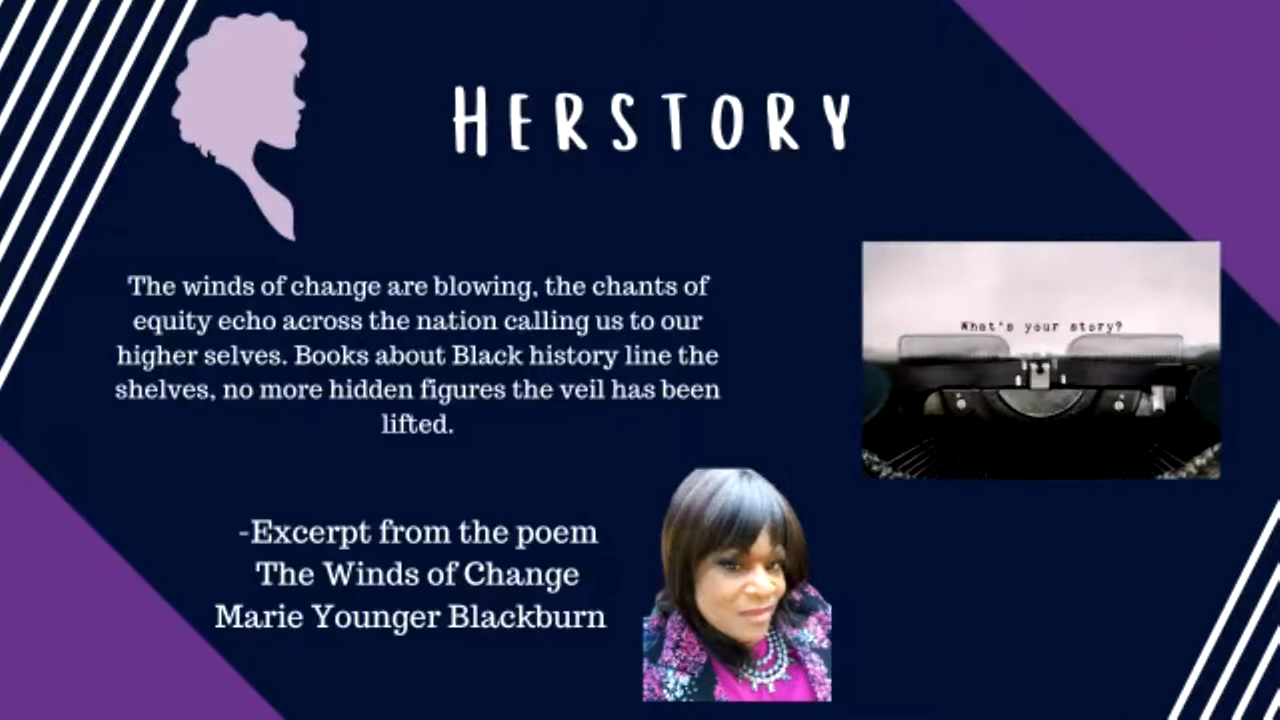 HERSTORY
The winds of change are blowing, the chants of
equity echo across the nation calling us to our
higher selves. Books about Black history line the
shelves, no more hidden figures the veil has been
lifted.
What's your story?
-Excerpt from the poem
The Winds of Change
Marie Younger Blackburn